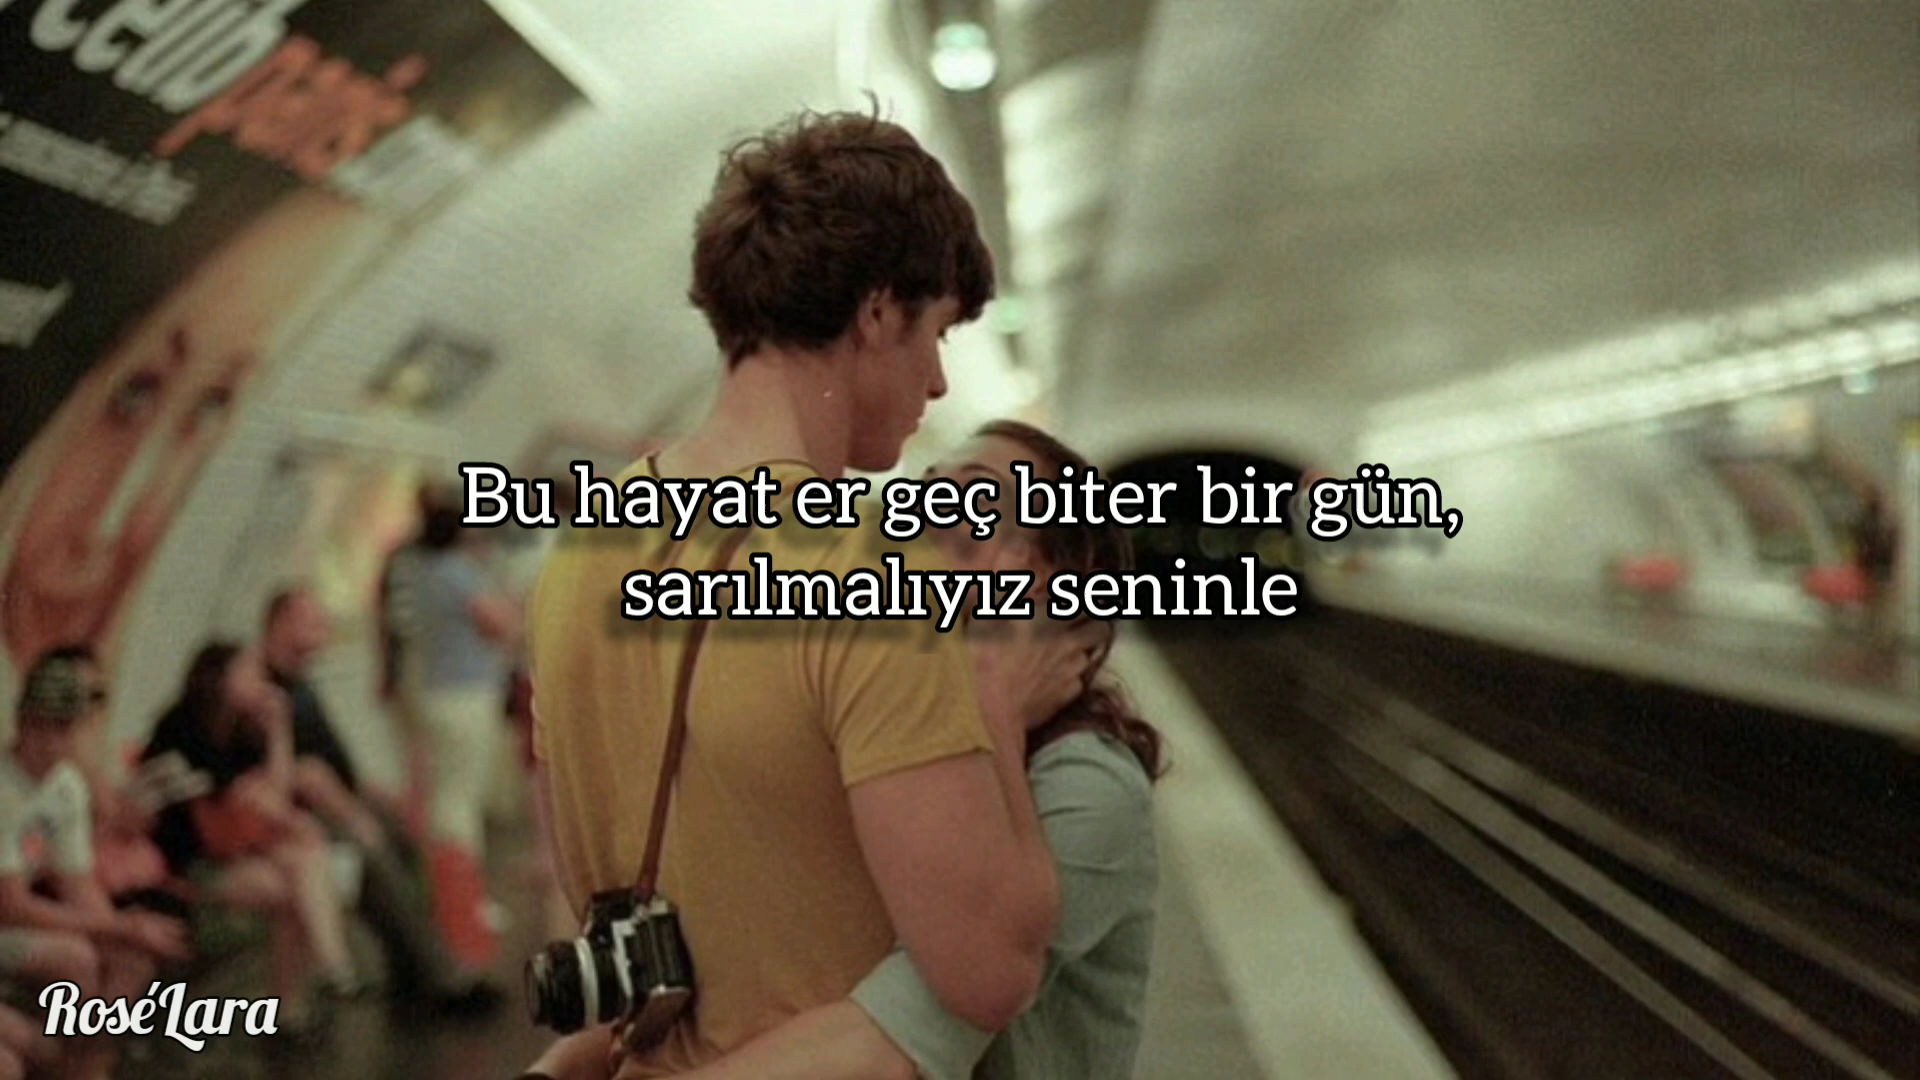 Bu hayat er geç biter bir gün,
sarılmalıyız seninle
RoséLara